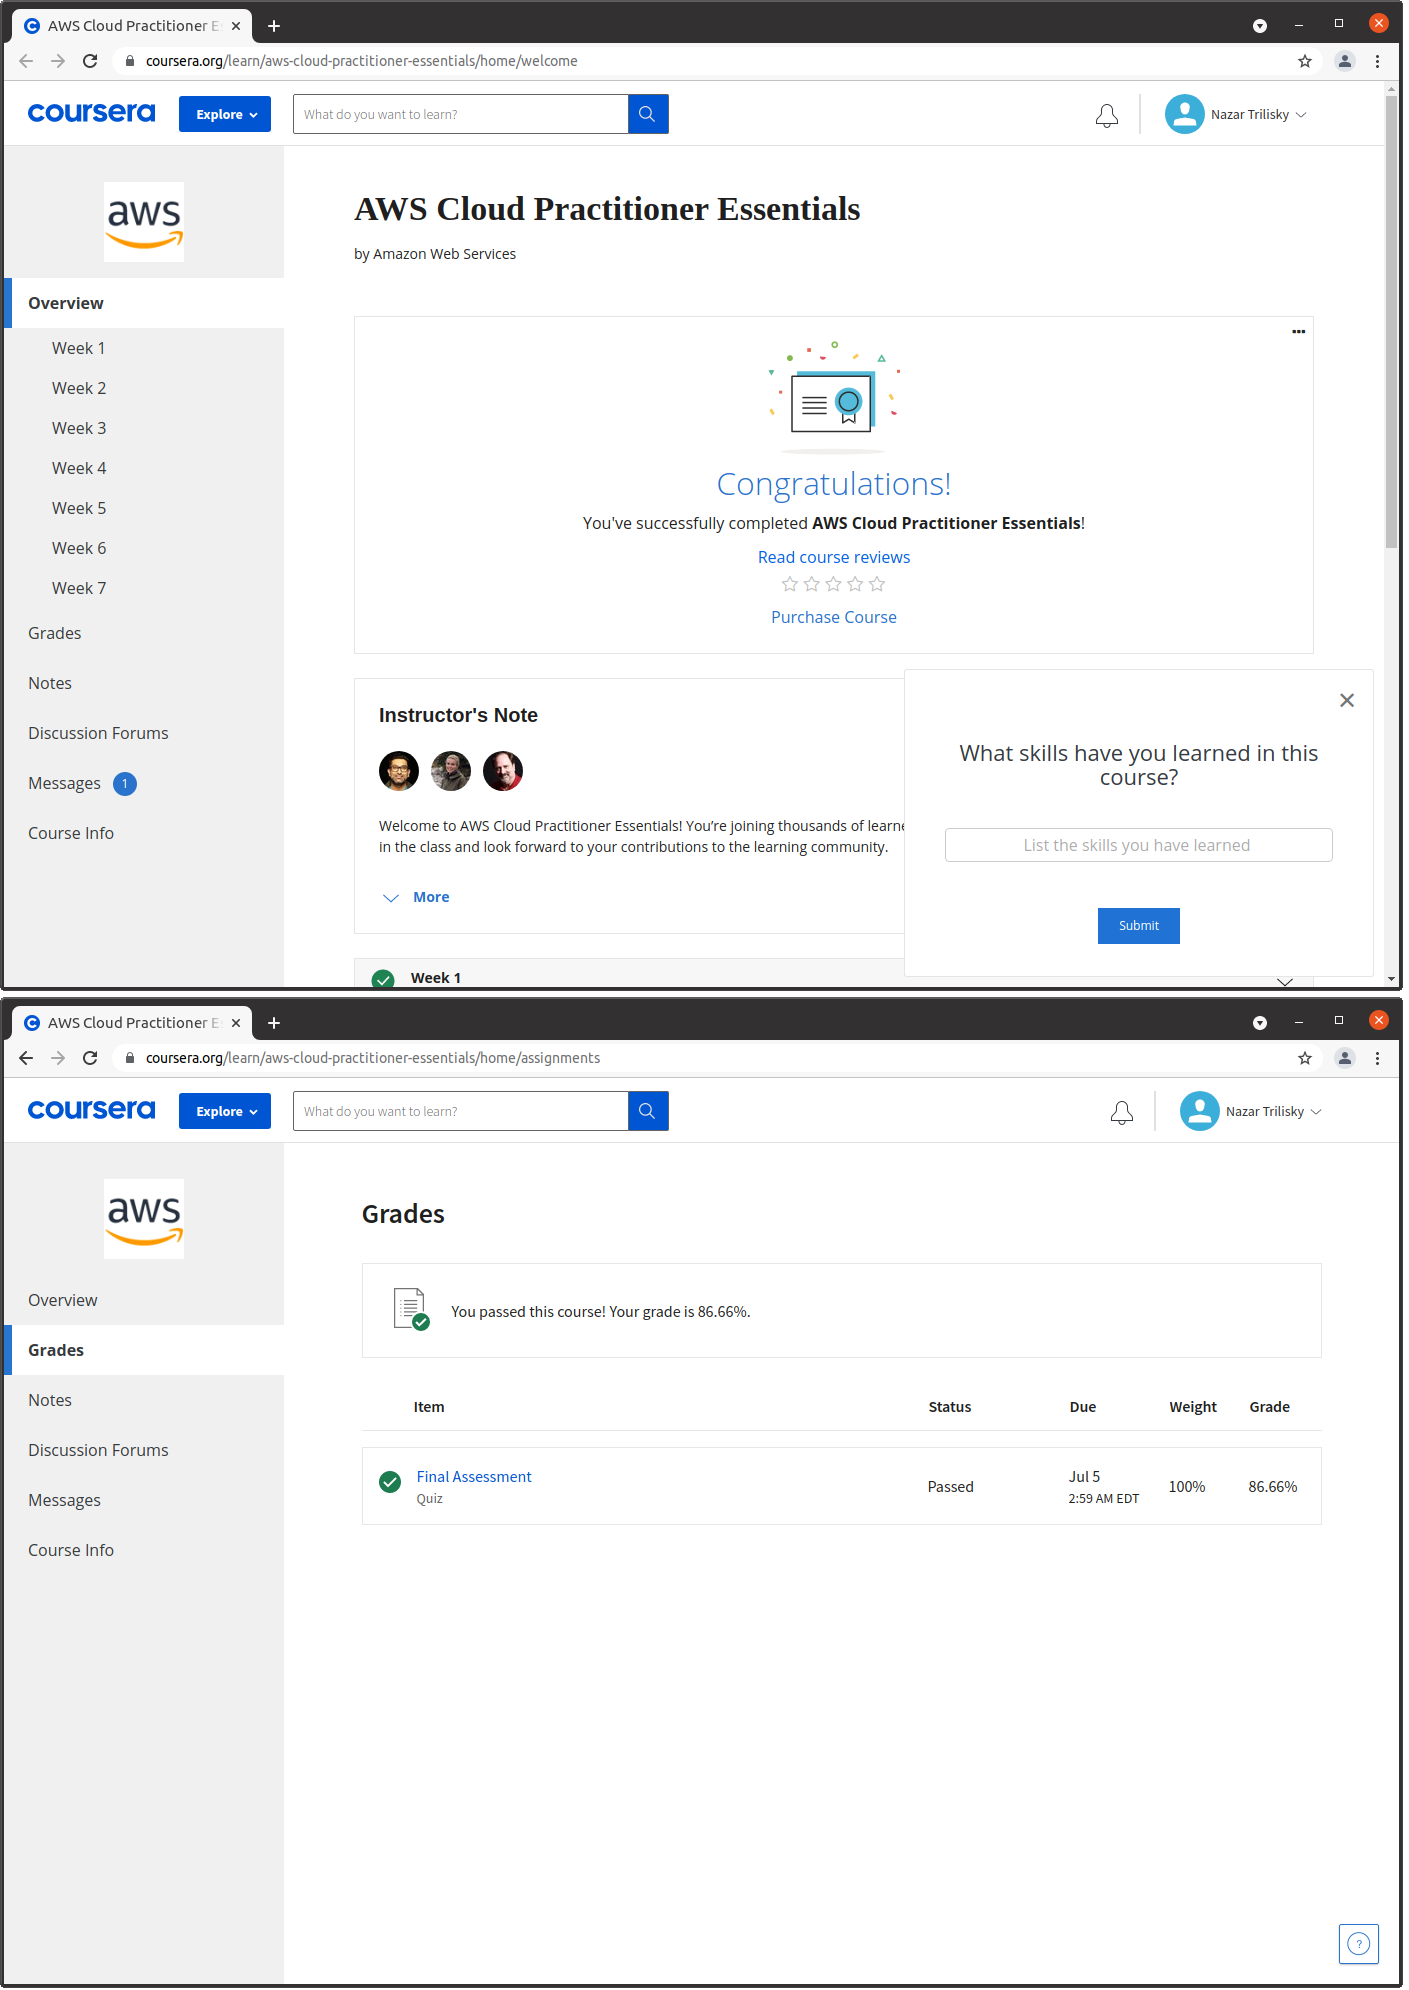 AWS Cloud Practitioner E
coursera.org/learn/aws-cloud-practitioner-essentials/home/welcome
coursera
Explore
What do you want to learn?
Nazar Trilisky
aws
Overview
Week 1
Week 2
Week 3
Week 4
Week 5
Week 6
Week 7
Grades
Notes
Discussion Forums
Messages 1
Course Info
AWS Cloud Practitioner Essentials
by Amazon Web Services
Congratulations!
You've successfully completed AWS Cloud Practitioner Essentials!
Read course reviews
Purchase Course
Instructor's Note
Welcome to AWS Cloud Practitioner Essentials! You’re joining thousands of learne
in the class and look forward to your contributions to the learning community.
More
Week 1
What skills have you learned in this
course?
List the skills you have learned
Submit
AWS Cloud Practitioner E
coursera.org/learn/aws-cloud-practitioner-essentials/home/assignments
coursera
Explore
What do you want to learn?
Nazar Trilisky
aws
Overview
Grades
Notes
Discussion Forums
Messages
Course Info
Grades
You passed this course! Your grade is 86.66%.
Item Status Due Weight Grade
Final Assessment
Quiz
Passed
Jul 5
2:59 AM EDT
100%
86.66%
?